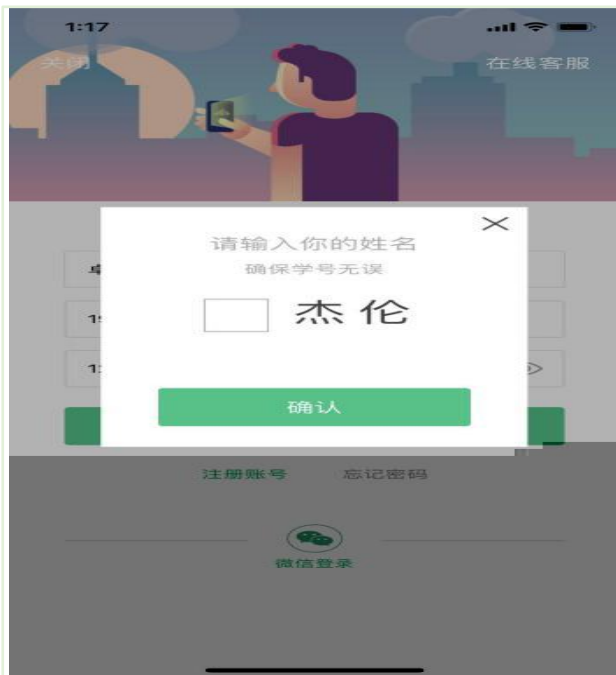 1:17
关闭 在线客服
请输入你的姓名
确保学号无误
杰伦
确认
注册账号 忘记密码
微信登录